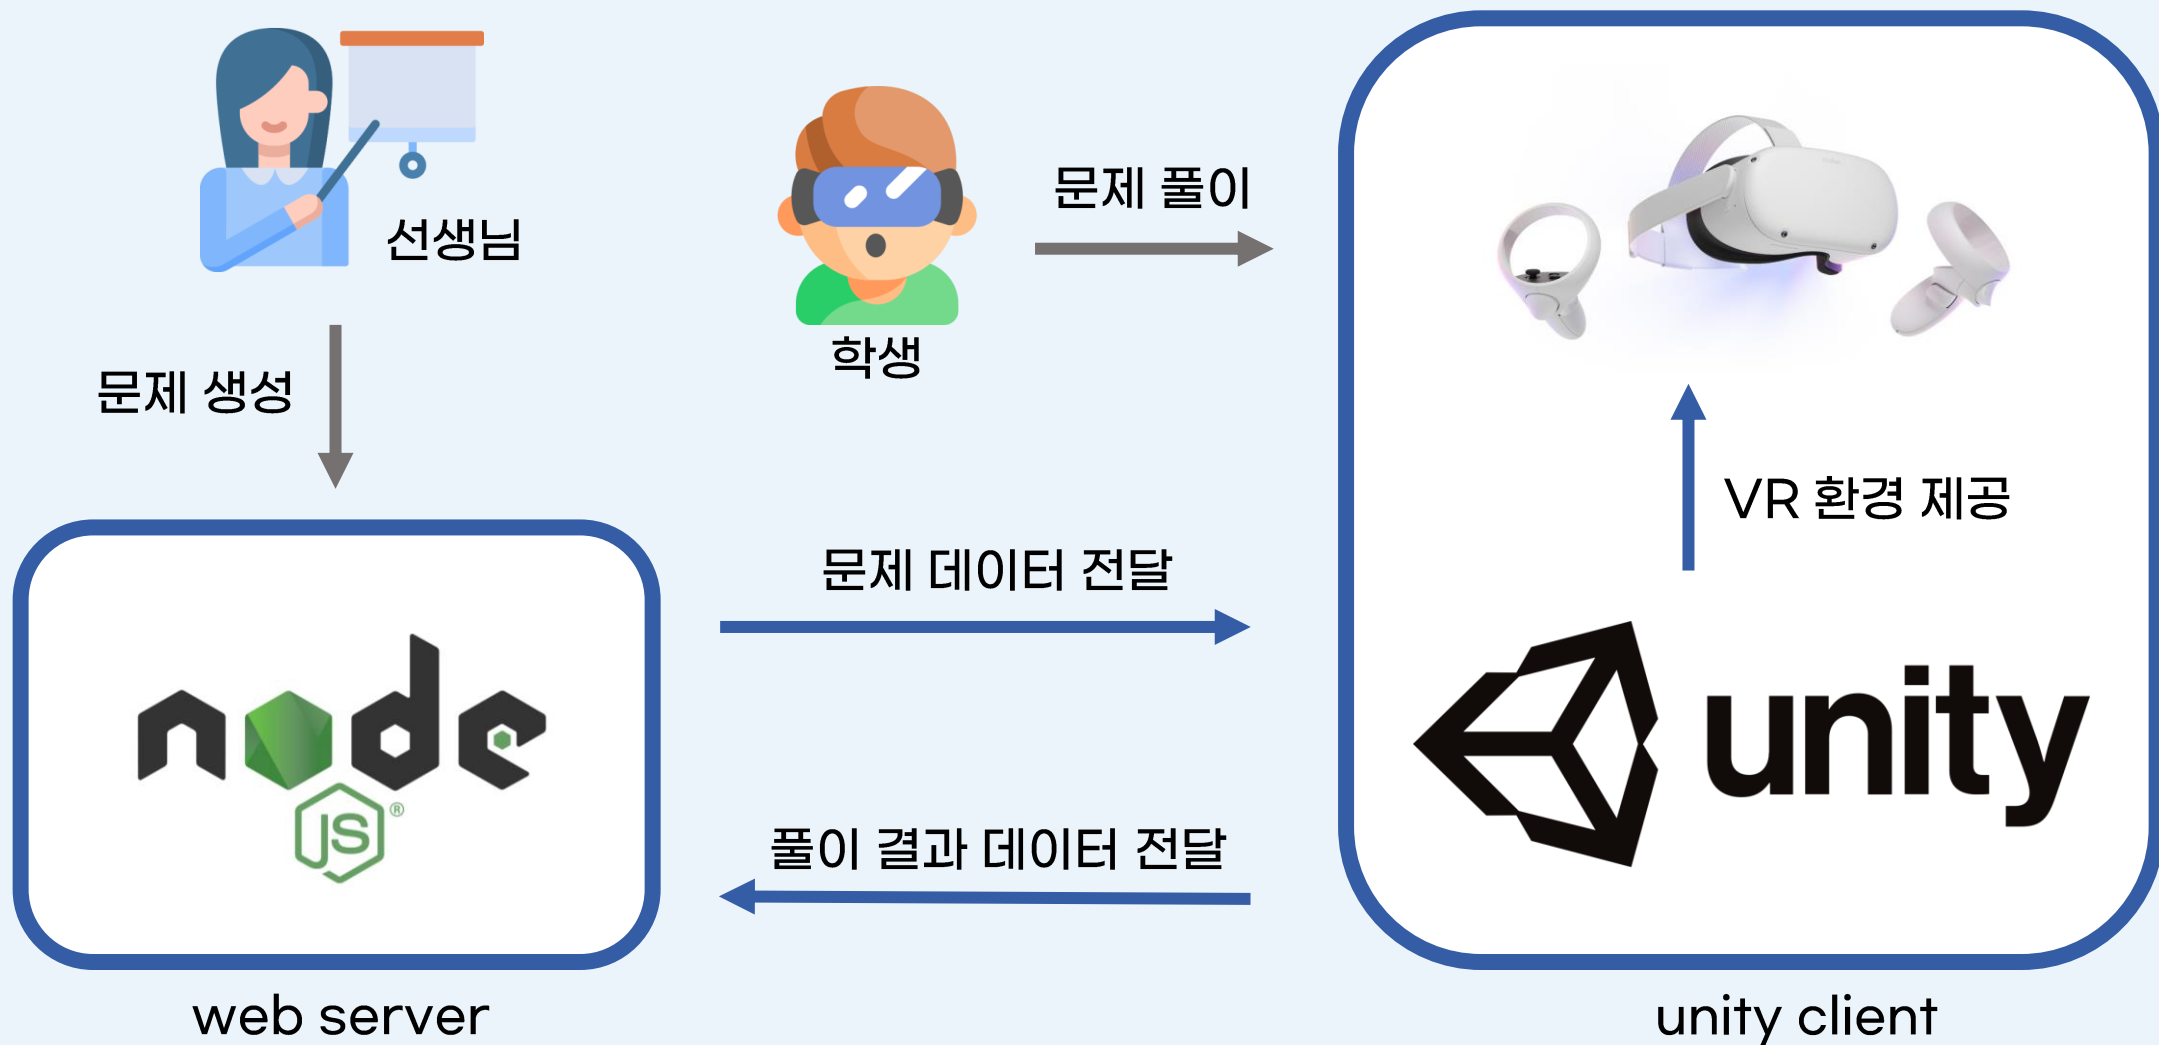 선생님
문제 풀이
학생
문제 생성
VR 환경 제공
문제 데이터 전달
node
JS®
unity
풀이 결과 데이터 전달
web server
unity client